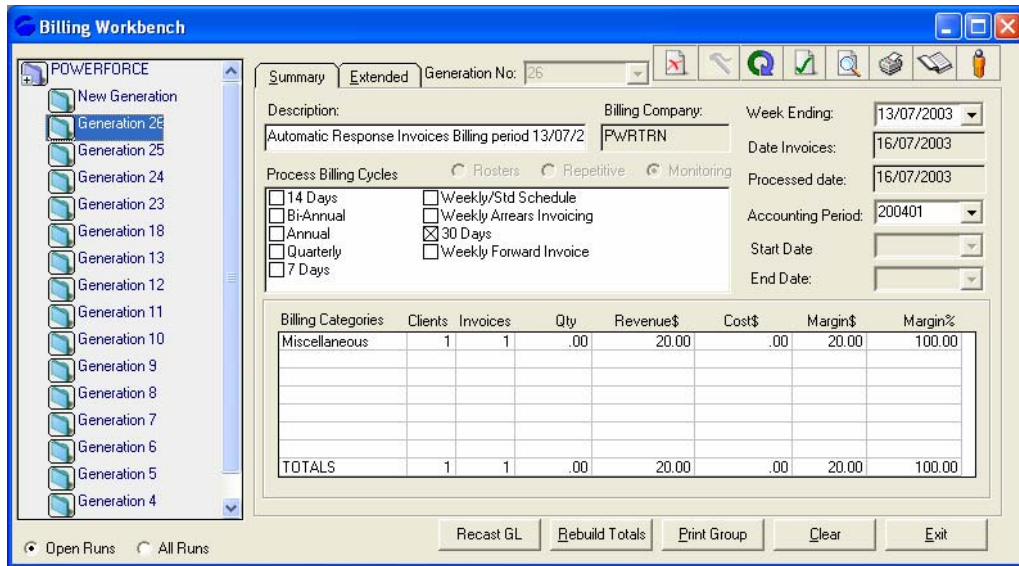 Billing Workbench
POWERFORCE
New Generation
Generation 26
Generation 25
Generation 24
Generation 23
Generation 18
Generation 13
Generation 12
Generation 11
Generation 10
Generation 9
Generation 8
Generation 7
Generation 6
Generation 5
Generation 4
Open Runs All Runs
Summary Extended Generation No: 26
Description: Billing Company:
Automatic Response Invoices Billing period 13/07/2 PWRTRN
Process Billing Cycles Rosters Repetitive Monitoring
14 Days Weekly/Std Schedule
Bi-Annual Weekly Arrears Invoicing
Annual 30 Days
Quarterly Weekly Forward Invoice
7 Days
Week Ending: 13/07/2003
Date Invoices: 16/07/2003
Processed date: 16/07/2003
Accounting Period: 200401
Start Date
End Date:
Billing Categories Clients Invoices Qty Revenue$ Cost$ Margin$ Margin%
Miscellaneous 1 1 .00 20.00 .00 20.00 100.00
TOTALS 1 1 .00 20.00 .00 20.00 100.00
Recast GL Rebuild Totals Print Group Clear Exit